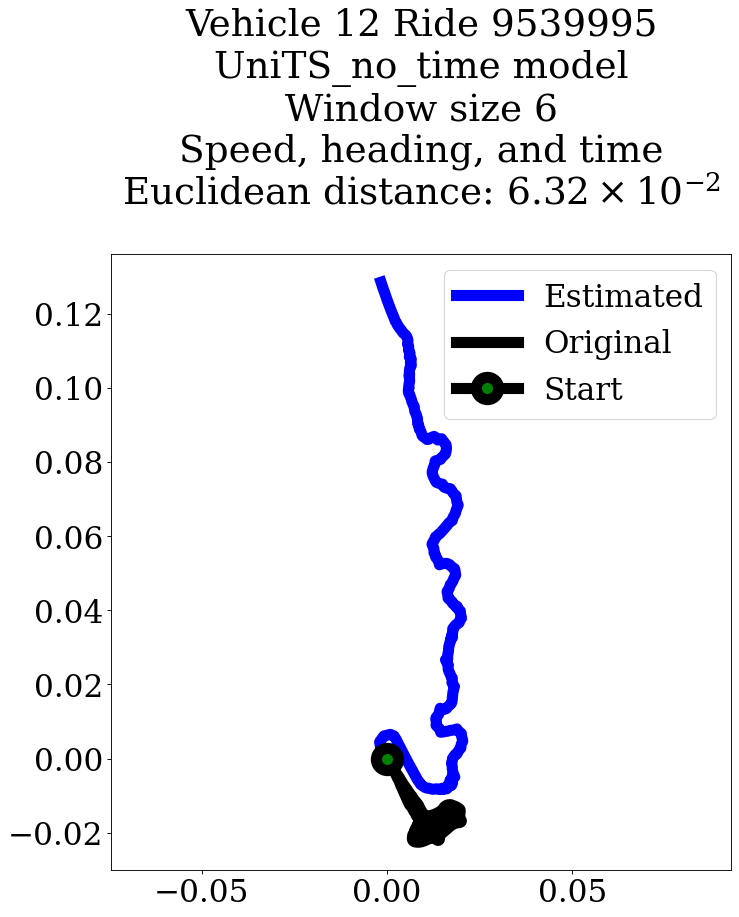 Vehicle 12 Ride 9539995
UniTS_no_time model
Window size 6
Speed, heading, and time
Euclidean distance: 6.32 × 10⁻²
Estimated
Original
Start
0.12
0.10
0.08
0.06
0.04
0.02
0.00
−0.02
−0.05 0.00 0.05